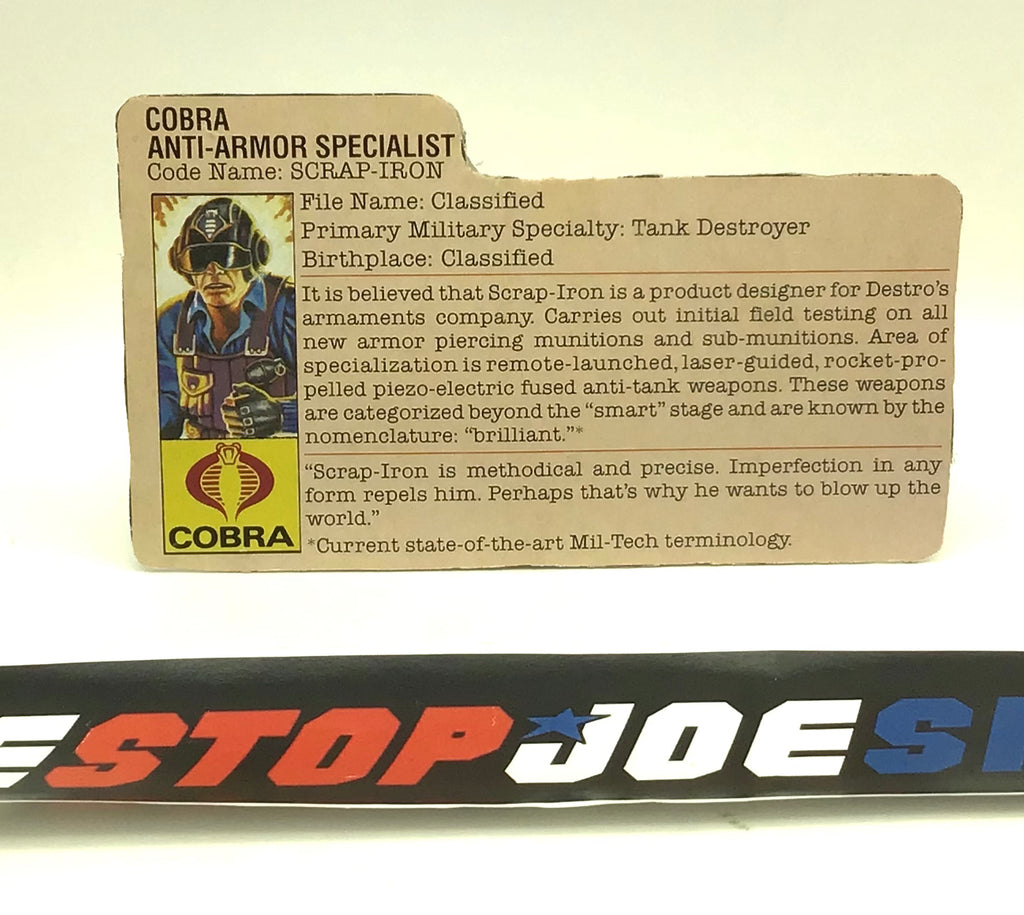 COBRA
ANTI-ARMOR SPECIALIST
Code Name: SCRAP-IRON
File Name: Classified
Primary Military Specialty: Tank Destroyer
Birthplace: Classified
It is believed that Scrap-Iron is a product designer for Destro's
armaments company. Carries out initial field testing on all
new armor piercing munitions and sub-munitions. Area of
specialization is remote-launched, laser-guided, rocket-pro-
pelled piezo-electric fused anti-tank weapons. These weapons
are categorized beyond the "smart" stage and are known by the
nomenclature: "brilliant."*
"Scrap-Iron is methodical and precise. Imperfection in any
form repels him. Perhaps that's why he wants to blow up the
world."
*Current state-of-the-art Mil-Tech terminology.
COBRA
ESTOPJOES